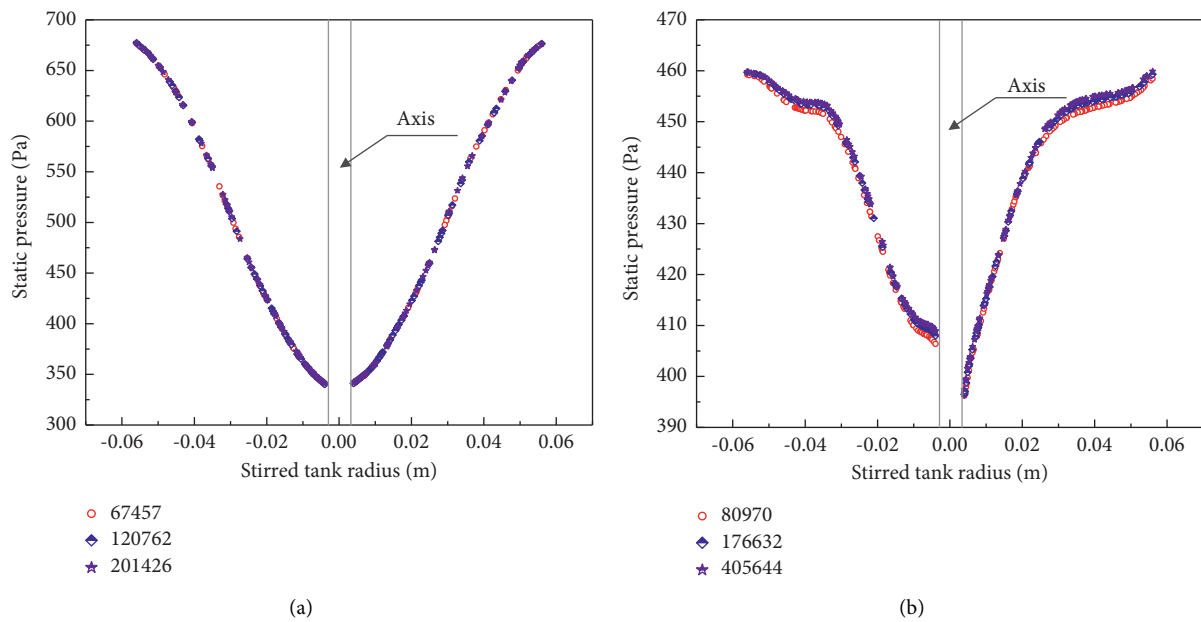 700
650
600
550
500
450
400
350
300
Static pressure (Pa)
Axis
-0.06 -0.04 -0.02 0.00 0.02 0.04 0.06
Stirred tank radius (m)
67457
120762
201426
(a)
470
460
450
440
430
420
410
400
390
Static pressure (Pa)
Axis
-0.06 -0.04 -0.02 0.00 0.02 0.04 0.06
Stirred tank radius (m)
80970
176632
405644
(b)